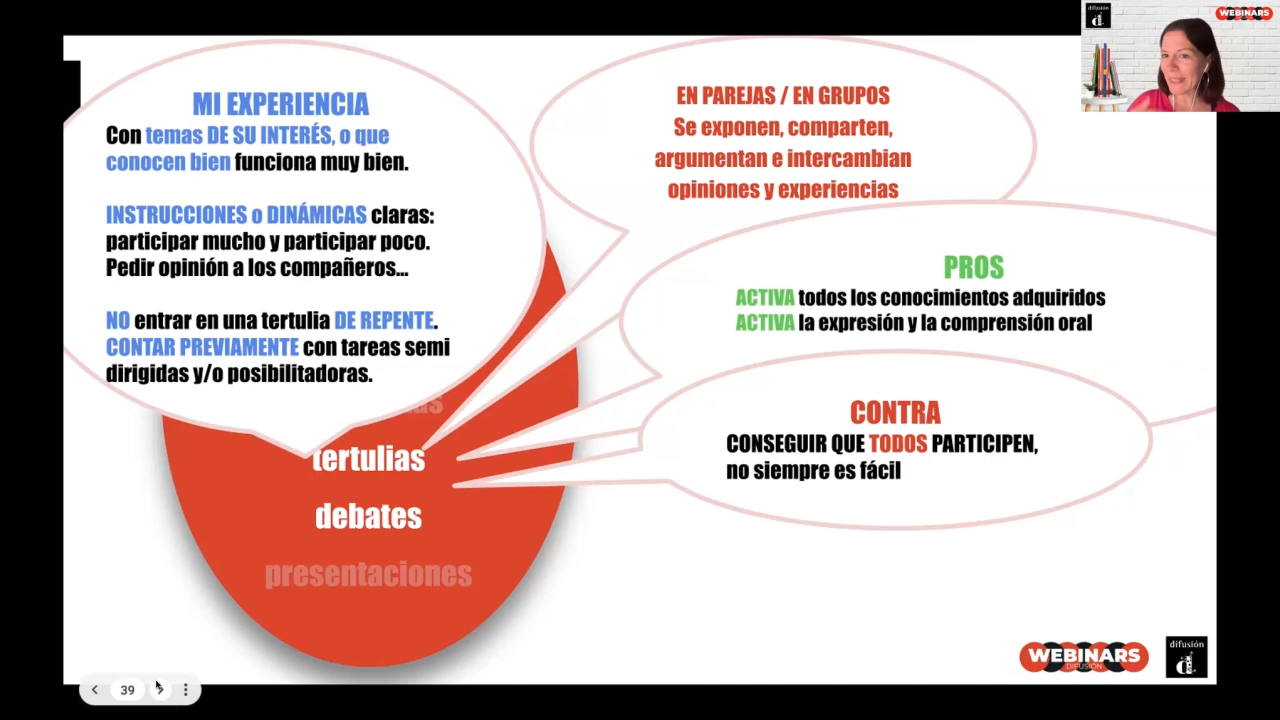 MI EXPERIENCIA
Con temas DE SU INTERÉS, o que
conocen bien funciona muy bien.
INSTRUCCIONES o DINÁMICAS claras:
participar mucho y participar poco.
Pedir opinión a los compañeros...
NO entrar en una tertulia DE REPENTE.
CONTAR PREVIAMENTE con tareas semi
dirigidas y/o posibilitadoras.
EN PAREJAS / EN GRUPOS
Se exponen, comparten,
argumentan e intercambian
opiniones y experiencias
PROS
ACTIVA todos los conocimientos adquiridos
ACTIVA la expresión y la comprensión oral
CONTRA
CONSEGUIR QUE TODOS PARTICIPEN,
no siempre es fácil
tertulias
debates
presentaciones
difusión
WEBINARS
WEBINARS
DIFUSIÓN
difusión
39